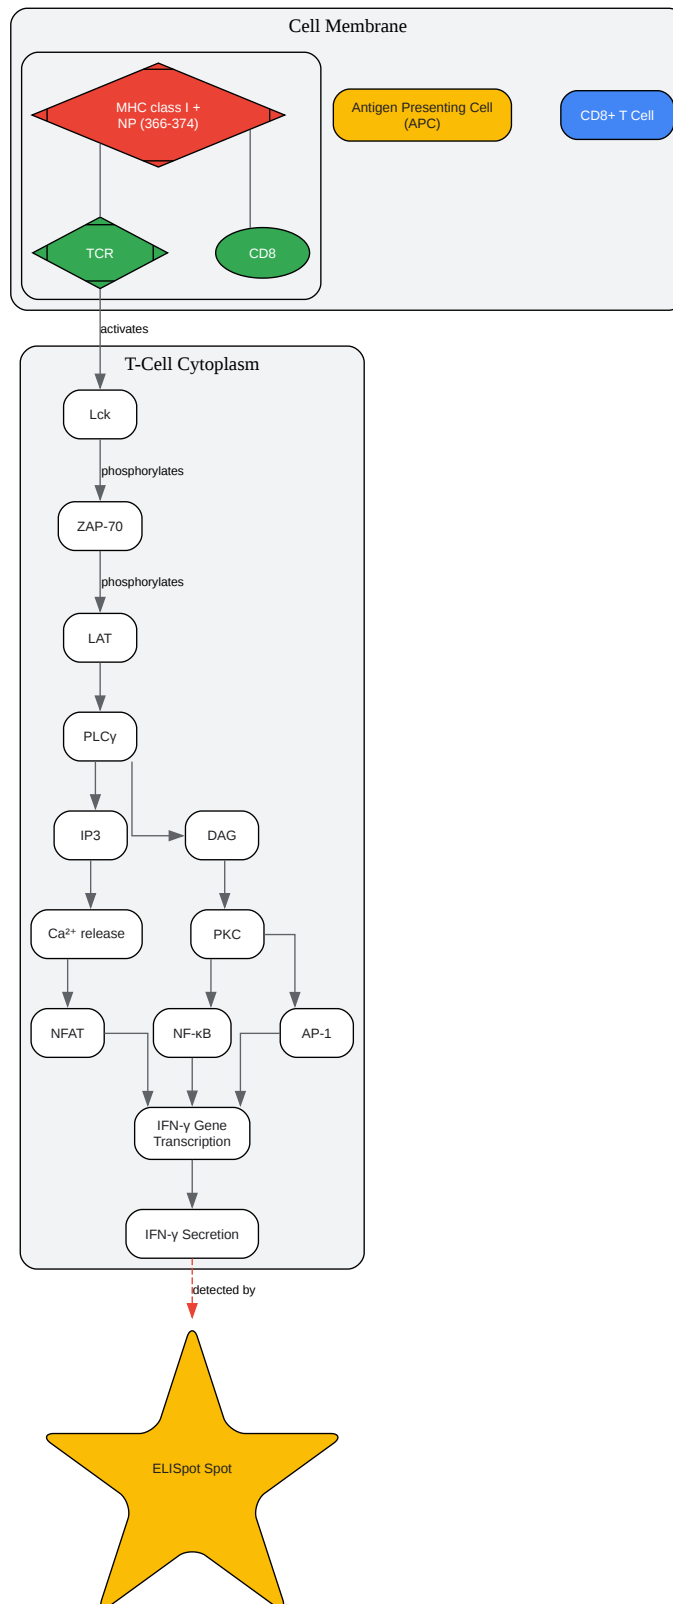 Cell Membrane
MHC class I +
NP (366-374)
Antigen Presenting Cell
(APC)
CD8+ T Cell
TCR
CD8
activates
T-Cell Cytoplasm
Lck
phosphorylates
ZAP-70
phosphorylates
LAT
PLCγ
IP3
DAG
Ca²⁺ release
PKC
NFAT
NF-κB
AP-1
IFN-γ Gene
Transcription
IFN-γ Secretion
detected by
ELISpot Spot